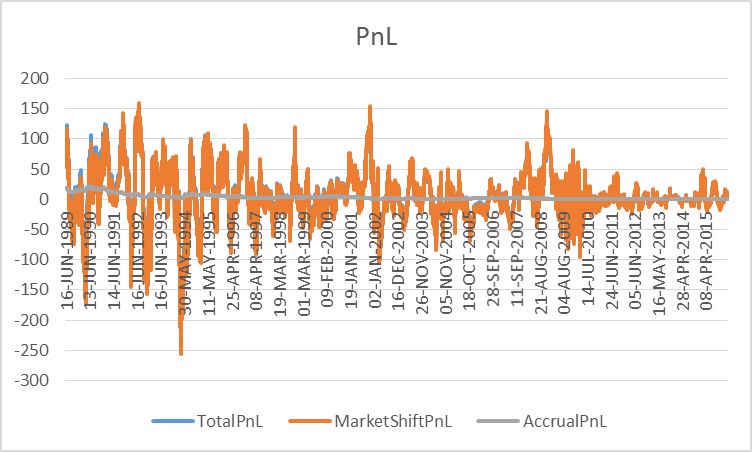 PnL
200
150
100
50
0
-50
-100
-150
-200
-250
-300
16-JUN-1989
13-JUN-1990
14-JUN-1991
16-JUN-1992
16-JUN-1993
30-MAY-1994
11-MAY-1995
25-APR-1996
08-APR-1997
19-MAR-1998
01-MAR-1999
09-FEB-2000
19-JAN-2001
02-JAN-2002
16-DEC-2002
26-NOV-2003
05-NOV-2004
18-OCT-2005
28-SEP-2006
11-SEP-2007
21-AUG-2008
04-AUG-2009
14-JUL-2010
24-JUN-2011
05-JUN-2012
16-MAY-2013
28-APR-2014
08-APR-2015
TotalPnL MarketShiftPnL AccrualPnL